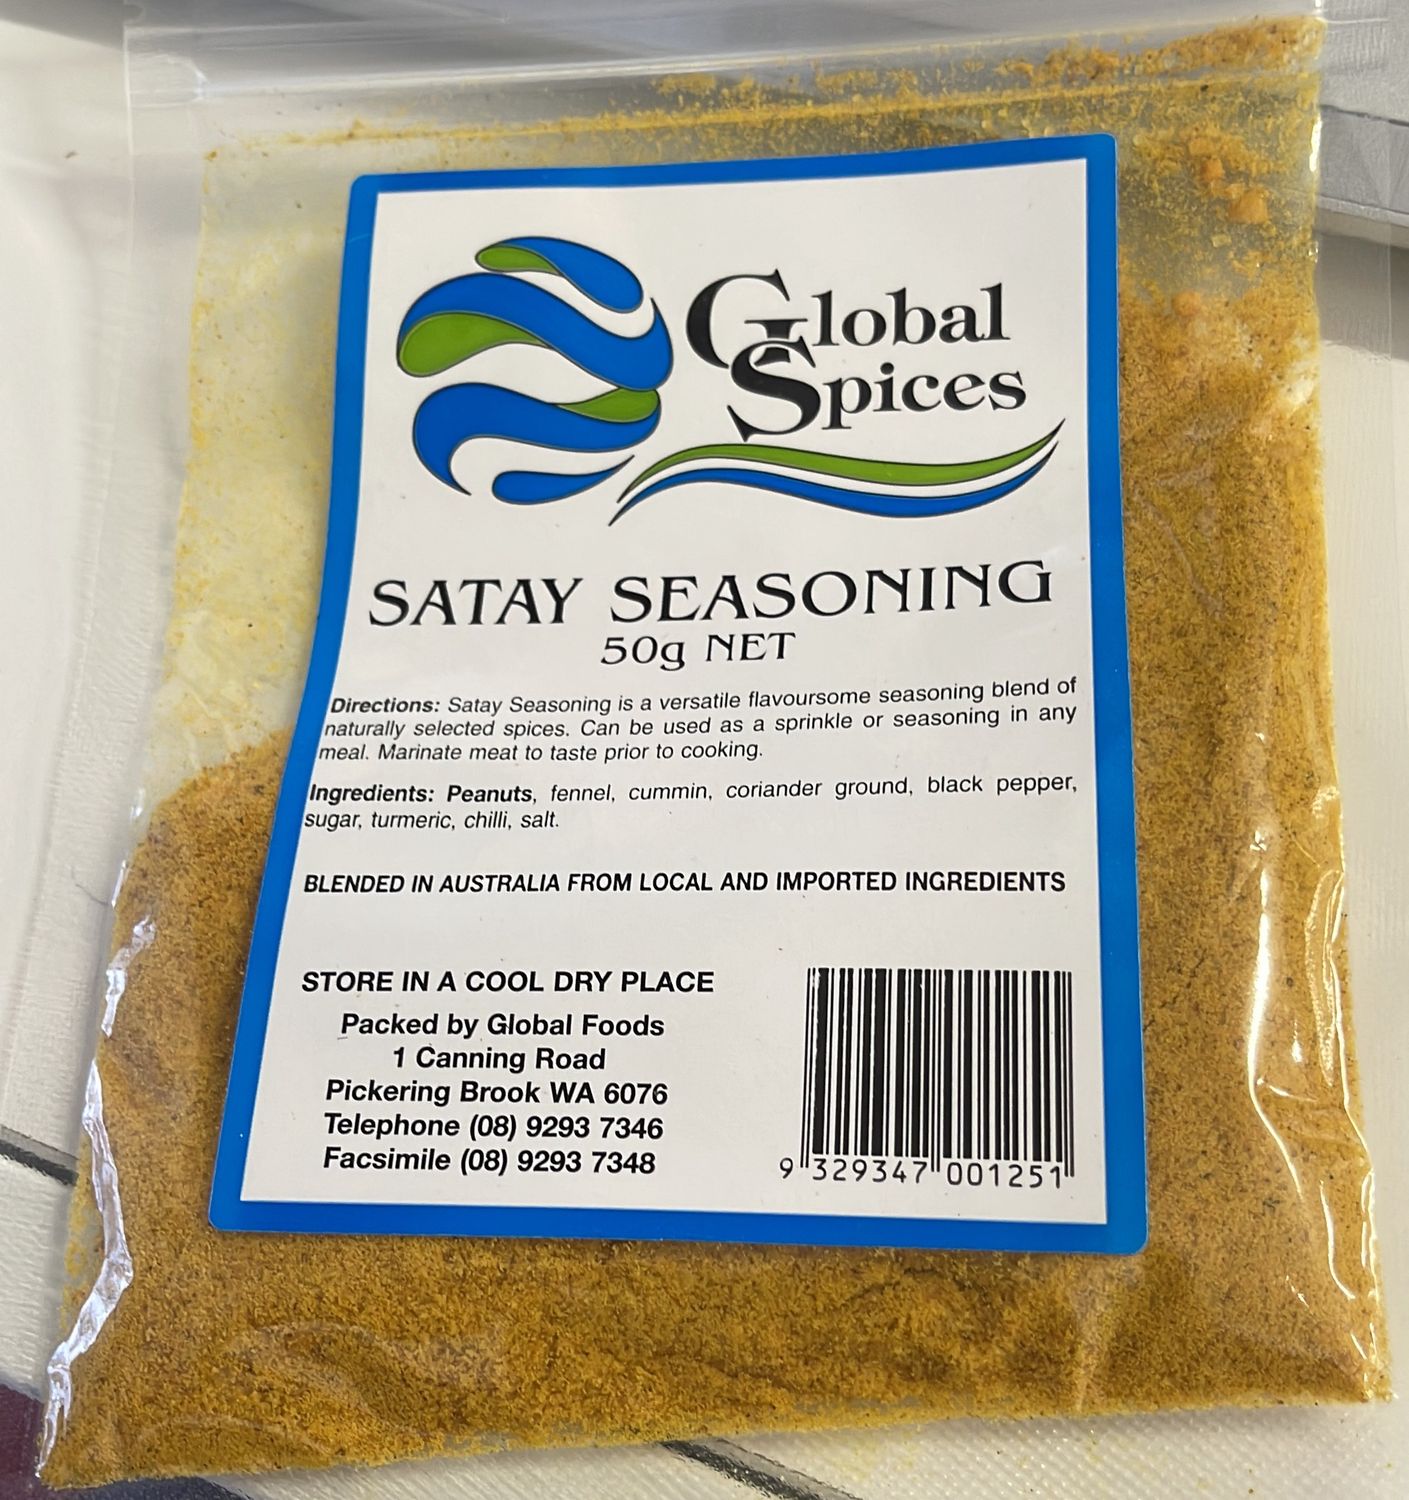 Global
Spices
SATAY SEASONING
50g NET
Directions: Satay Seasoning is a versatile flavoursome seasoning blend of
naturally selected spices. Can be used as a sprinkle or seasoning in any
meal. Marinate meat to taste prior to cooking.
Ingredients: Peanuts, fennel, cummin, coriander ground, black pepper,
sugar, turmeric, chilli, salt.
BLENDED IN AUSTRALIA FROM LOCAL AND IMPORTED INGREDIENTS
STORE IN A COOL DRY PLACE
Packed by Global Foods
1 Canning Road
Pickering Brook WA 6076
Telephone (08) 9293 7346
Facsimile (08) 9293 7348
9 329347 001251